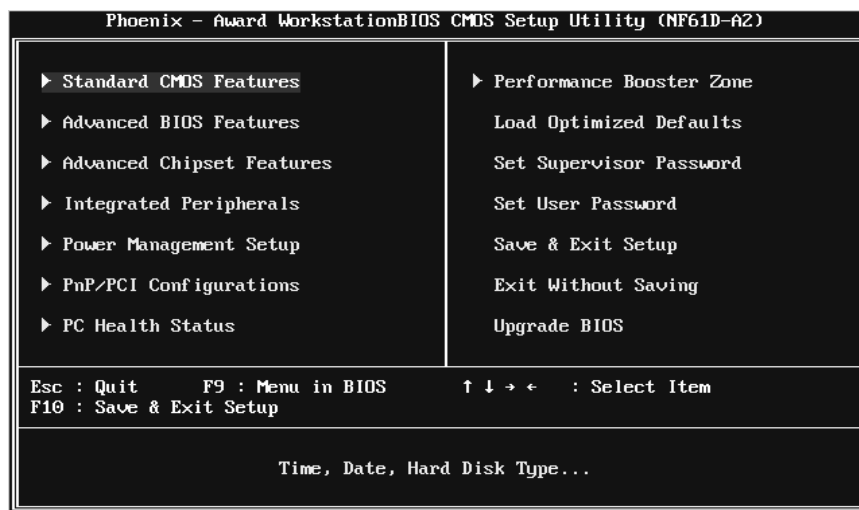 Phoenix - Award WorkstationBIOS CMOS Setup Utility (NF61D-A2)
▶ Standard CMOS Features
▶ Advanced BIOS Features
▶ Advanced Chipset Features
▶ Integrated Peripherals
▶ Power Management Setup
▶ PnP/PCI Configurations
▶ PC Health Status
▶ Performance Booster Zone
Load Optimized Defaults
Set Supervisor Password
Set User Password
Save & Exit Setup
Exit Without Saving
Upgrade BIOS
Esc : Quit F9 : Menu in BIOS ↑ ↓ → ← : Select Item
F10 : Save & Exit Setup
Time, Date, Hard Disk Type...